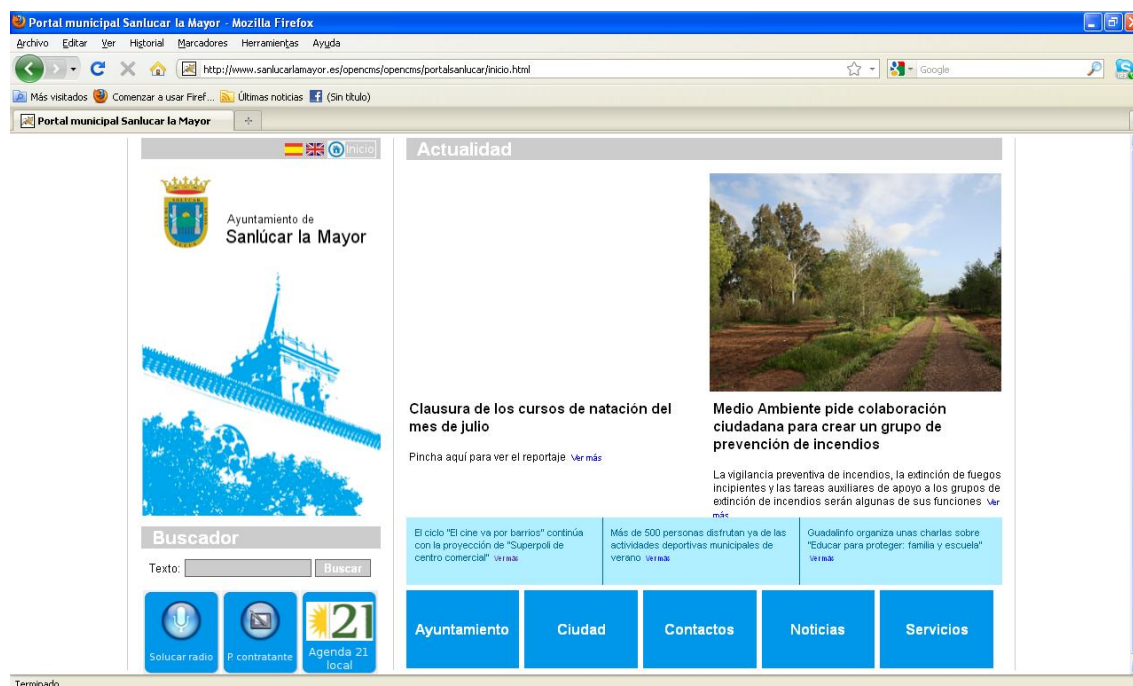 Portal municipal Sanlucar la Mayor - Mozilla Firefox
Archivo Editar Ver Historial Marcadores Herramientas Ayuda
http://www.sanlucarlamayor.es/opencms/opencms/portalsanlucar/inicio.html
Google
Más visitados Comenzar a usar Firef... Últimas noticias (Sin título)
Portal municipal Sanlucar la Mayor
Inicio
Ayuntamiento de
Sanlúcar la Mayor
Buscador
Texto: Buscar
Solucar radio
P. contratante
21
Agenda 21
local
Actualidad
Clausura de los cursos de natación del
mes de julio
Pincha aquí para ver el reportaje Ver más
Medio Ambiente pide colaboración
ciudadana para crear un grupo de
prevención de incendios
La vigilancia preventiva de incendios, la extinción de fuegos
incipientes y las tareas auxiliares de apoyo a los grupos de
extinción de incendios serán algunas de sus funciones Ver
más
El ciclo "El cine va por barrios" continúa
con la proyección de "Superpoli de
centro comercial" Ver más
Más de 500 personas disfrutan ya de las
actividades deportivas municipales de
verano Ver más
Guadalinfo organiza unas charlas sobre
"Educar para proteger: familia y escuela"
Ver más
Ayuntamiento
Ciudad
Contactos
Noticias
Servicios
Terminado